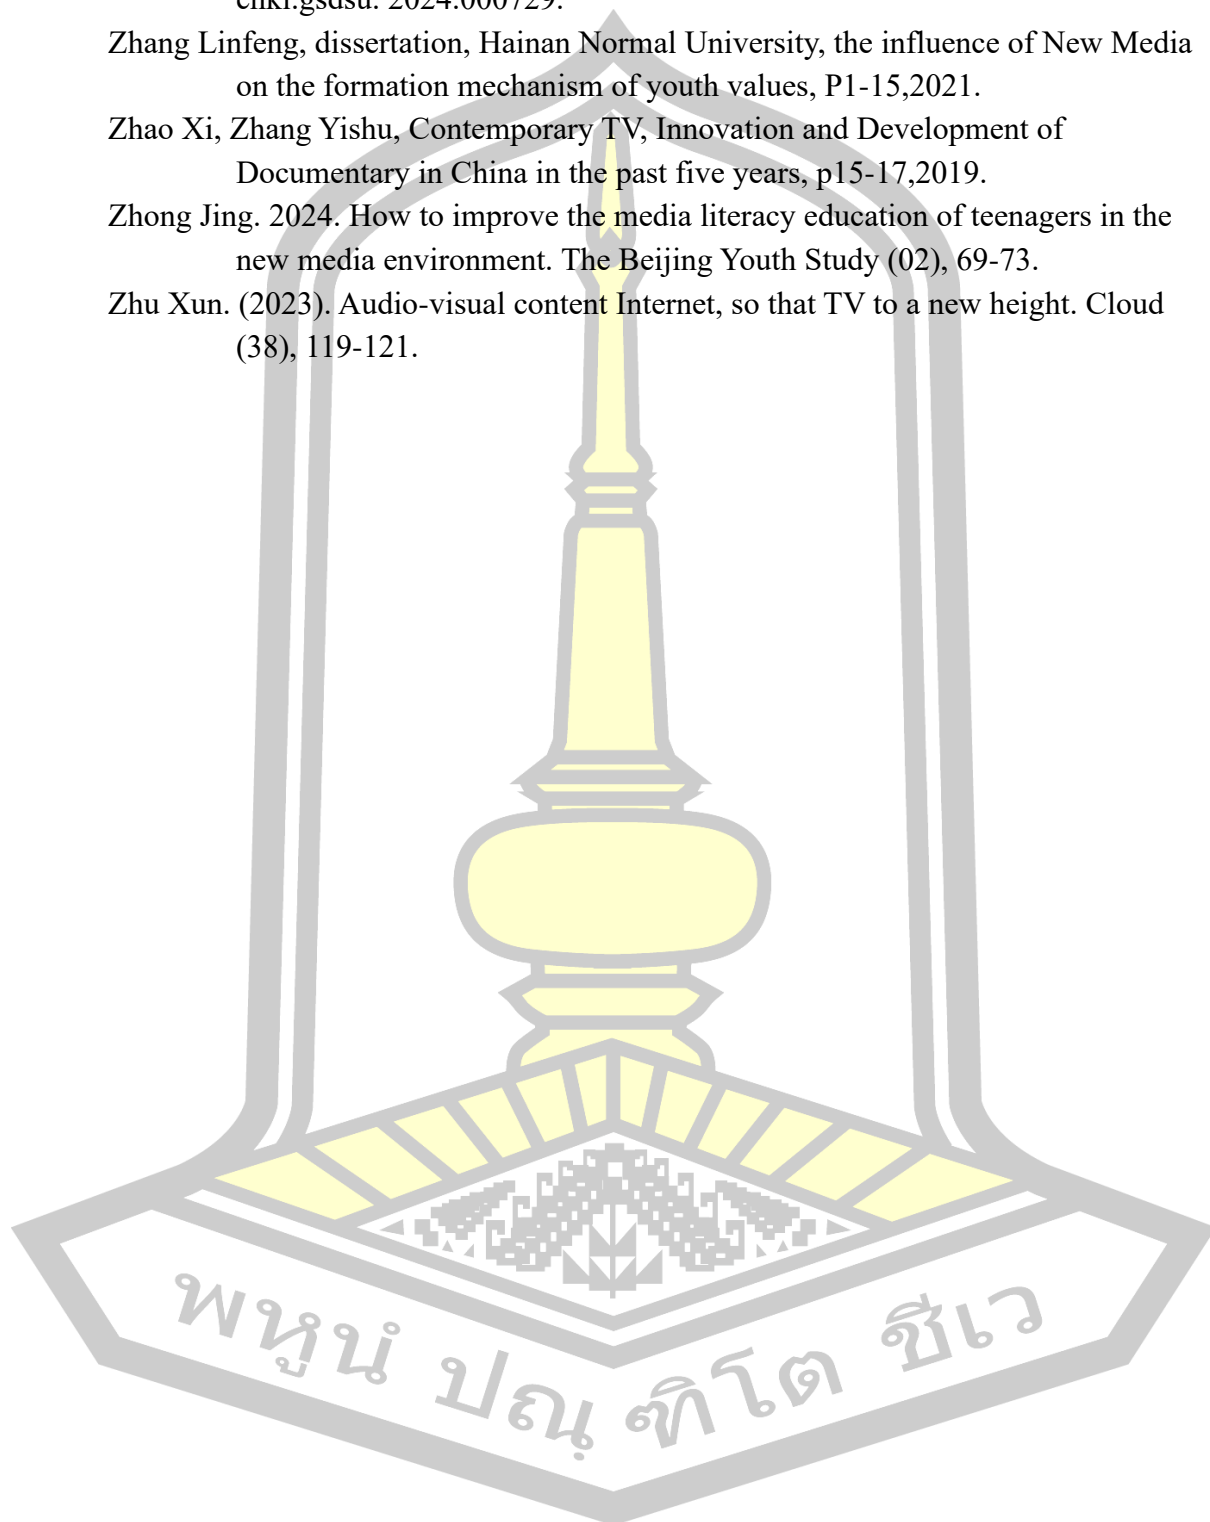 cnki.gsdsu. 2024.000729.
Zhang Linfeng, dissertation, Hainan Normal University, the influence of New Media
on the formation mechanism of youth values, P1-15,2021.
Zhao Xi, Zhang Yishu, Contemporary TV, Innovation and Development of
Documentary in China in the past five years, p15-17,2019.
Zhong Jing. 2024. How to improve the media literacy education of teenagers in the
new media environment. The Beijing Youth Study (02), 69-73.
Zhu Xun. (2023). Audio-visual content Internet, so that TV to a new height. Cloud
(38), 119-121.
พหูนํ ปณฺฑิโต ชีเว